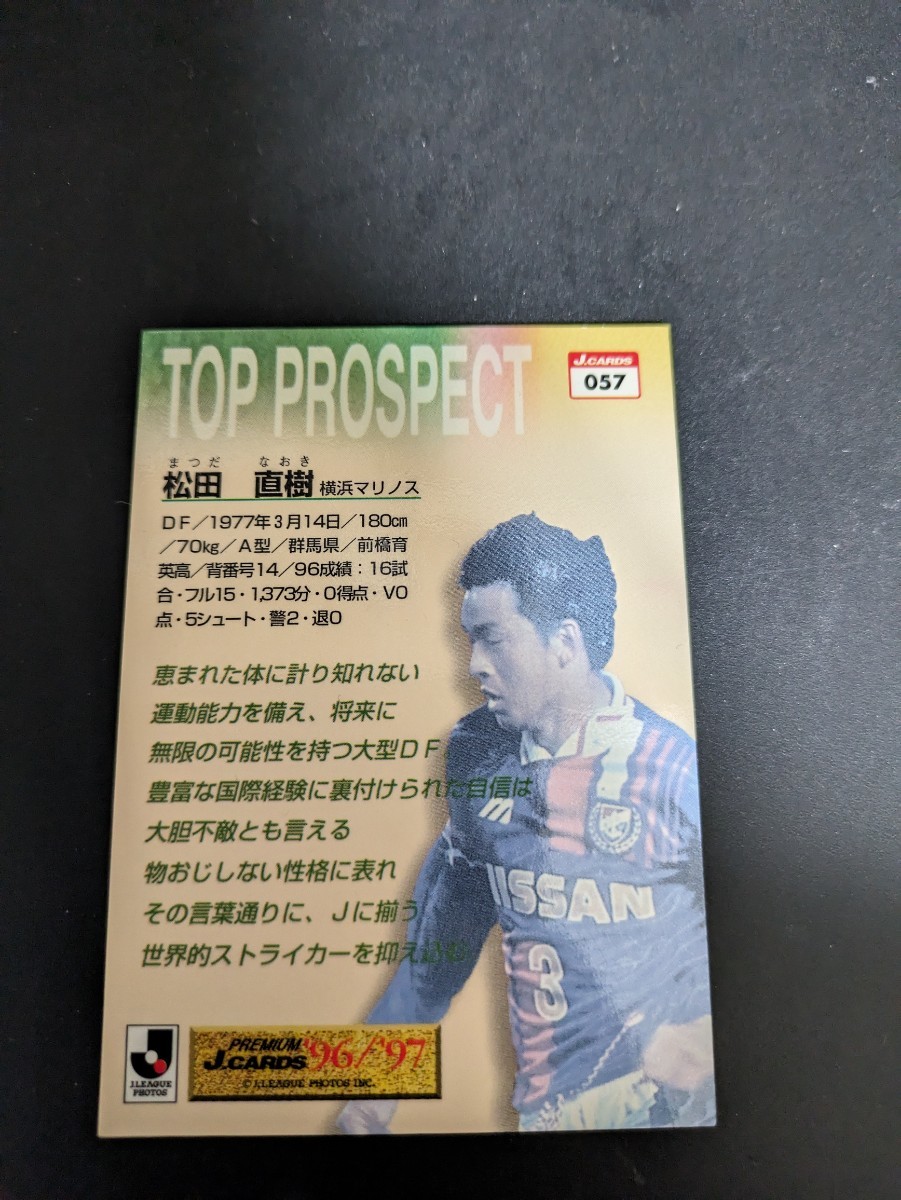 TOP PROSPECT
J.CARDS
057
まつだ なおき
松田 直樹 横浜マリノス
DF/1977年3月14日/180cm
/70kg/A型/群馬県/前橋育
英高/背番号14/96成績:16試
合・フル15・1,373分・0得点・V0
点・5シュート・警2・退0
恵まれた体に計り知れない
運動能力を備え、将来に
無限の可能性を持つ大型DF
豊富な国際経験に裏付けられた自信は
大胆不敵とも言える
物おじしない性格に表れ
その言葉通りに、Jに揃う
世界的ストライカーを抑え込む
NISSAN
3
J.LEAGUE
PHOTOS
PREMIUM
J.CARDS '96/'97
© J.LEAGUE PHOTOS INC.